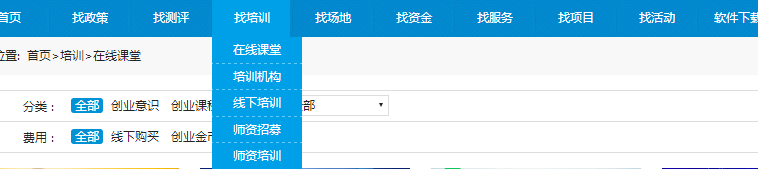 首页 找政策 找测评 找培训 找场地 找资金 找服务 找项目 找活动 软件下载
在线课堂
位置: 首页>培训>在线课堂
培训机构
线下培训
分类： 全部 创业意识 创业课程 部
师资招募
费用： 全部 线下购买 创业金币
师资培训